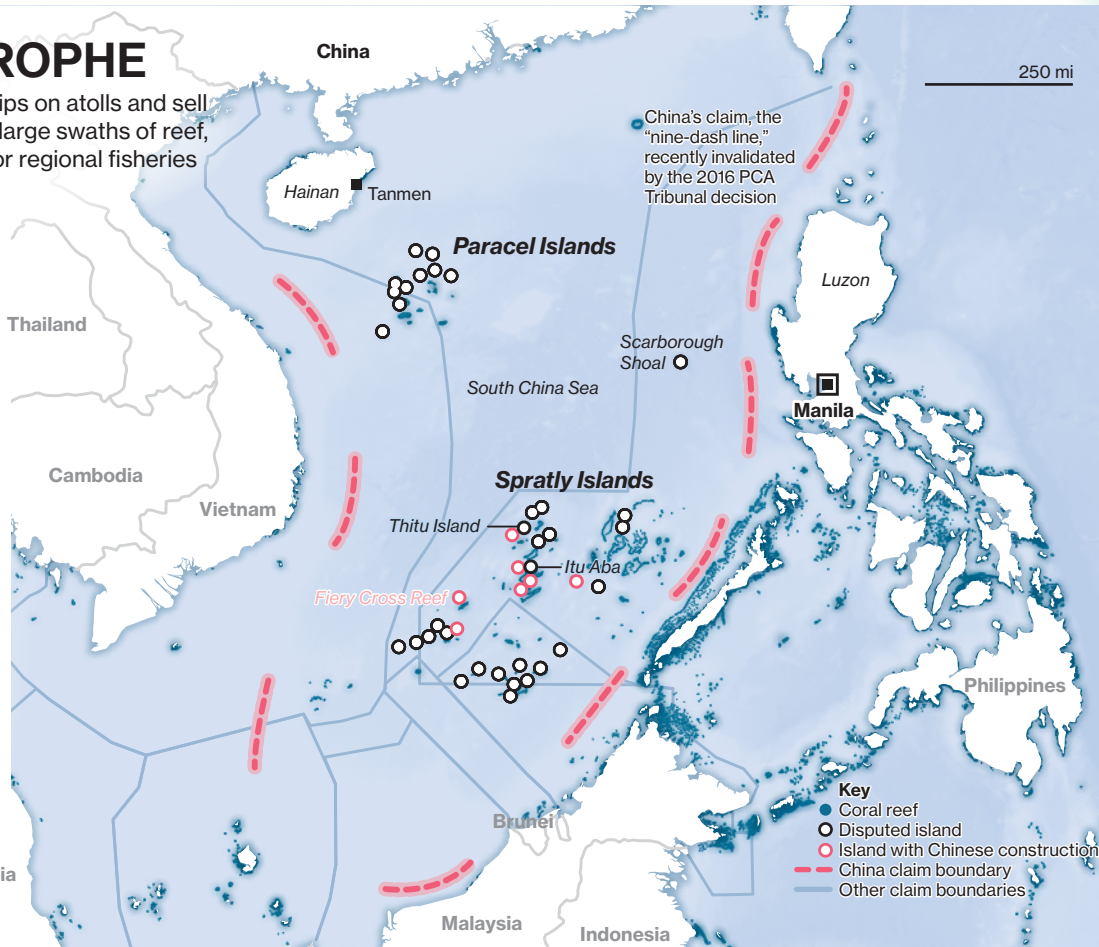 ROPHE
ips on atolls and sell
large swaths of reef,
or regional fisheries
China
250 mi
China’s claim, the
“nine-dash line,”
recently invalidated
by the 2016 PCA
Tribunal decision
Hainan
Tanmen
Paracel Islands
Luzon
Thailand
Scarborough
Shoal
South China Sea
Manila
Cambodia
Spratly Islands
Vietnam
Thitu Island
Itu Aba
Fiery Cross Reef
Philippines
Brunei
ia
Malaysia
Indonesia
Key
Coral reef
Disputed island
Island with Chinese construction
China claim boundary
Other claim boundaries